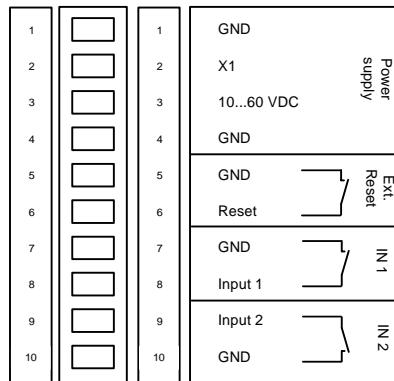 1 1 GND
2 2 X1
3 3 10...60 VDC
4 4 GND
Power
supply
5 5 GND
6 6 Reset
Ext.
Reset
7 7 GND
8 8 Input 1
IN 1
9 9 Input 2
10 10 GND
IN 2